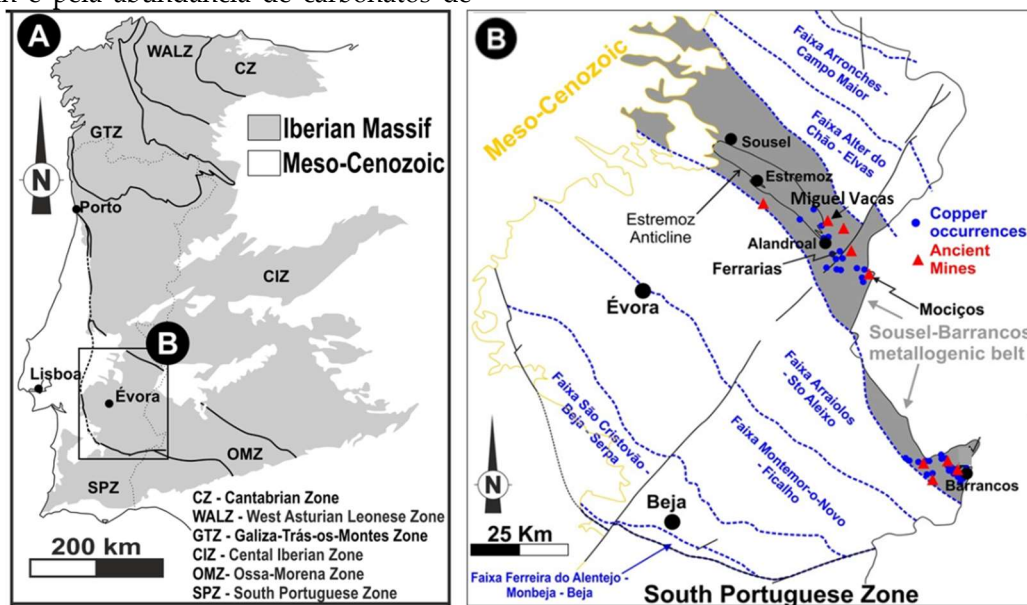 e pela abundância de carbonatos de
A
WALZ
CZ
GTZ
Iberian Massif
Meso-Cenozoic
N
Porto
CIZ
B
Lisboa
Évora
OMZ
SPZ
CZ - Cantabrian Zone
WALZ - West Asturian Leonese Zone
GTZ - Galiza-Trás-os-Montes Zone
CIZ - Cental Iberian Zone
OMZ- Ossa-Morena Zone
SPZ - South Portuguese Zone
200 km
B
Meso-Cenozoic
Faixa Arronches -
Campo Maior
Faixa Alter do
Chão - Elvas
Sousel
Estremoz
Miguel Vacas
Estremoz
Anticline
Alandroal
Ferrarias
Copper
occurrences
Ancient
Mines
Mociços
Évora
Sousel-Barrancos
metallogenic belt
Faixa Arraiolos
- Sto Aleixo
Faixa São Cristovão -
Beja - Serpa
Faixa Montemor-o-Novo
- Ficalho
N
Barrancos
Beja
25 Km
Faixa Ferreira do Alentejo -
Monbeja - Beja
South Portuguese Zone